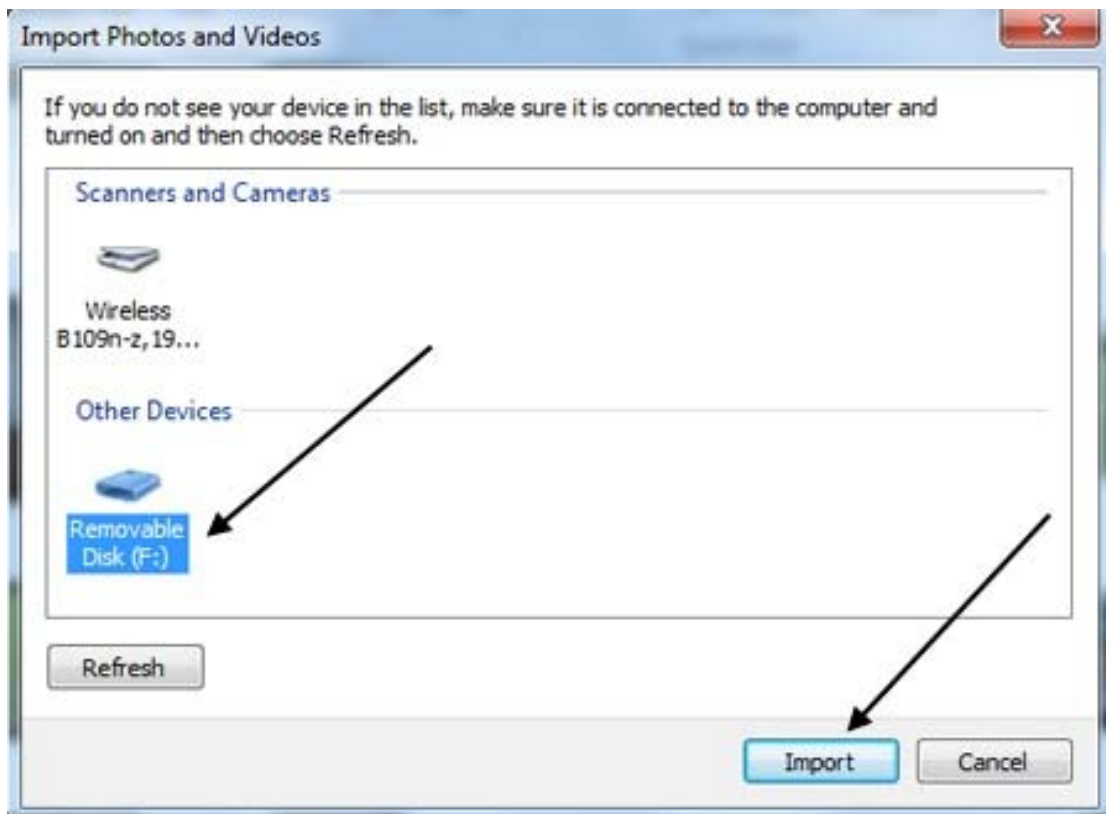 Import Photos and Videos
If you do not see your device in the list, make sure it is connected to the computer and
turned on and then choose Refresh.
Scanners and Cameras
Wireless
B109n-z,19...
Other Devices
Removable
Disk (F:)
Refresh
Import
Cancel